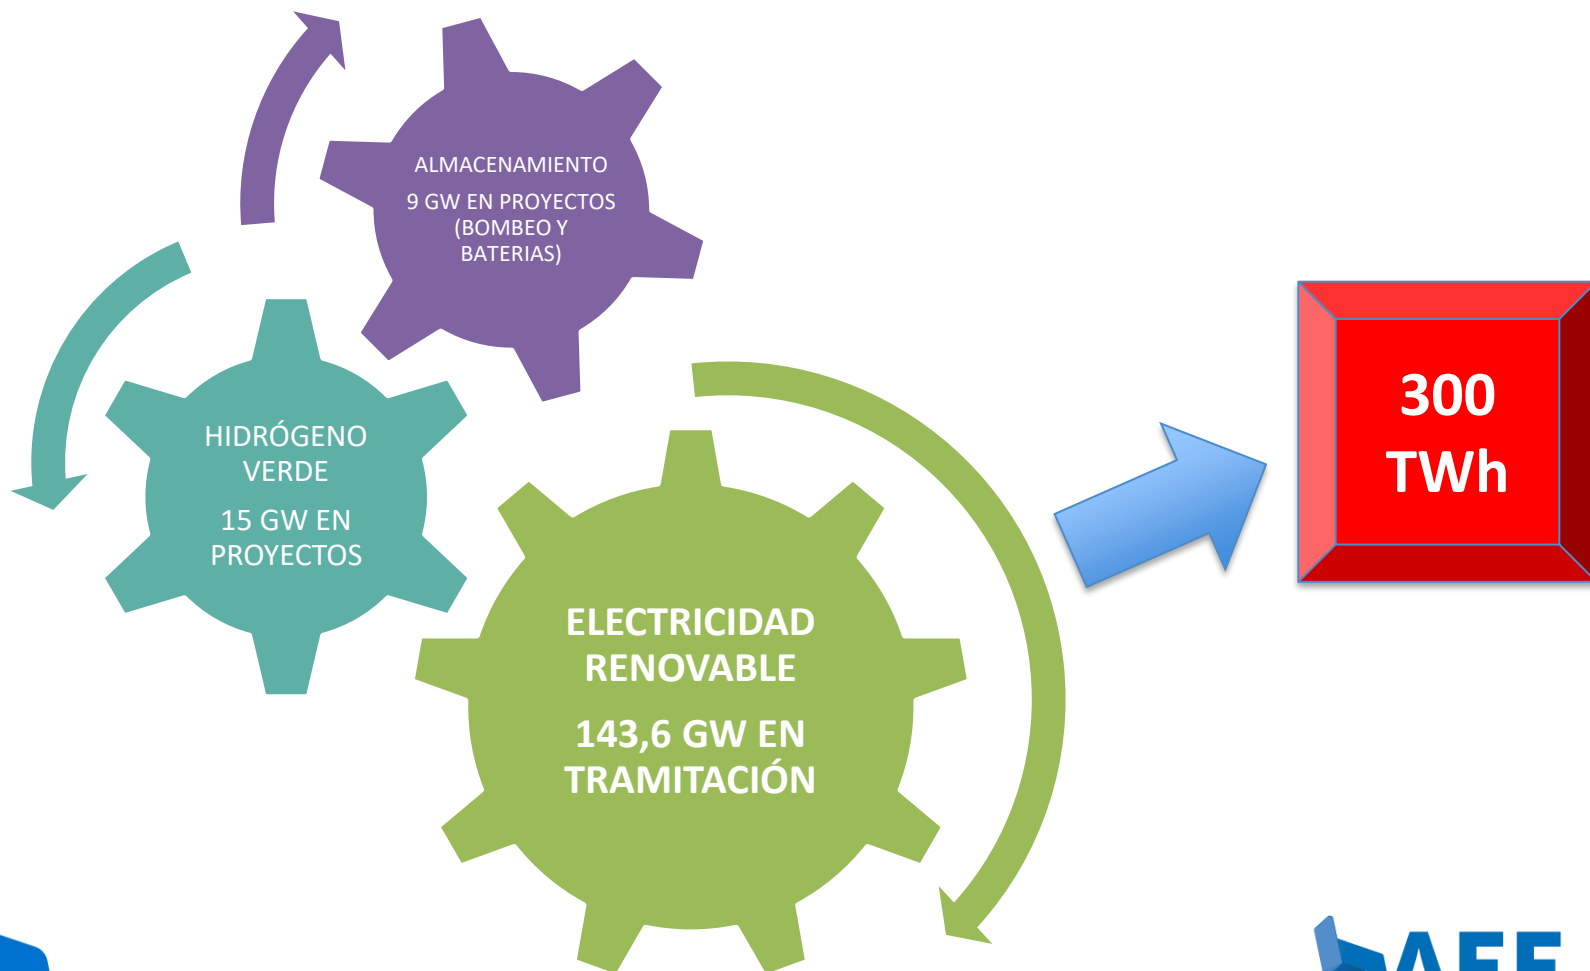 ALMACENAMIENTO
9 GW EN PROYECTOS
(BOMBEO Y
BATERIAS)
HIDRÓGENO
VERDE
15 GW EN
PROYECTOS
ELECTRICIDAD
RENOVABLE
143,6 GW EN
TRAMITACIÓN
300
TWh